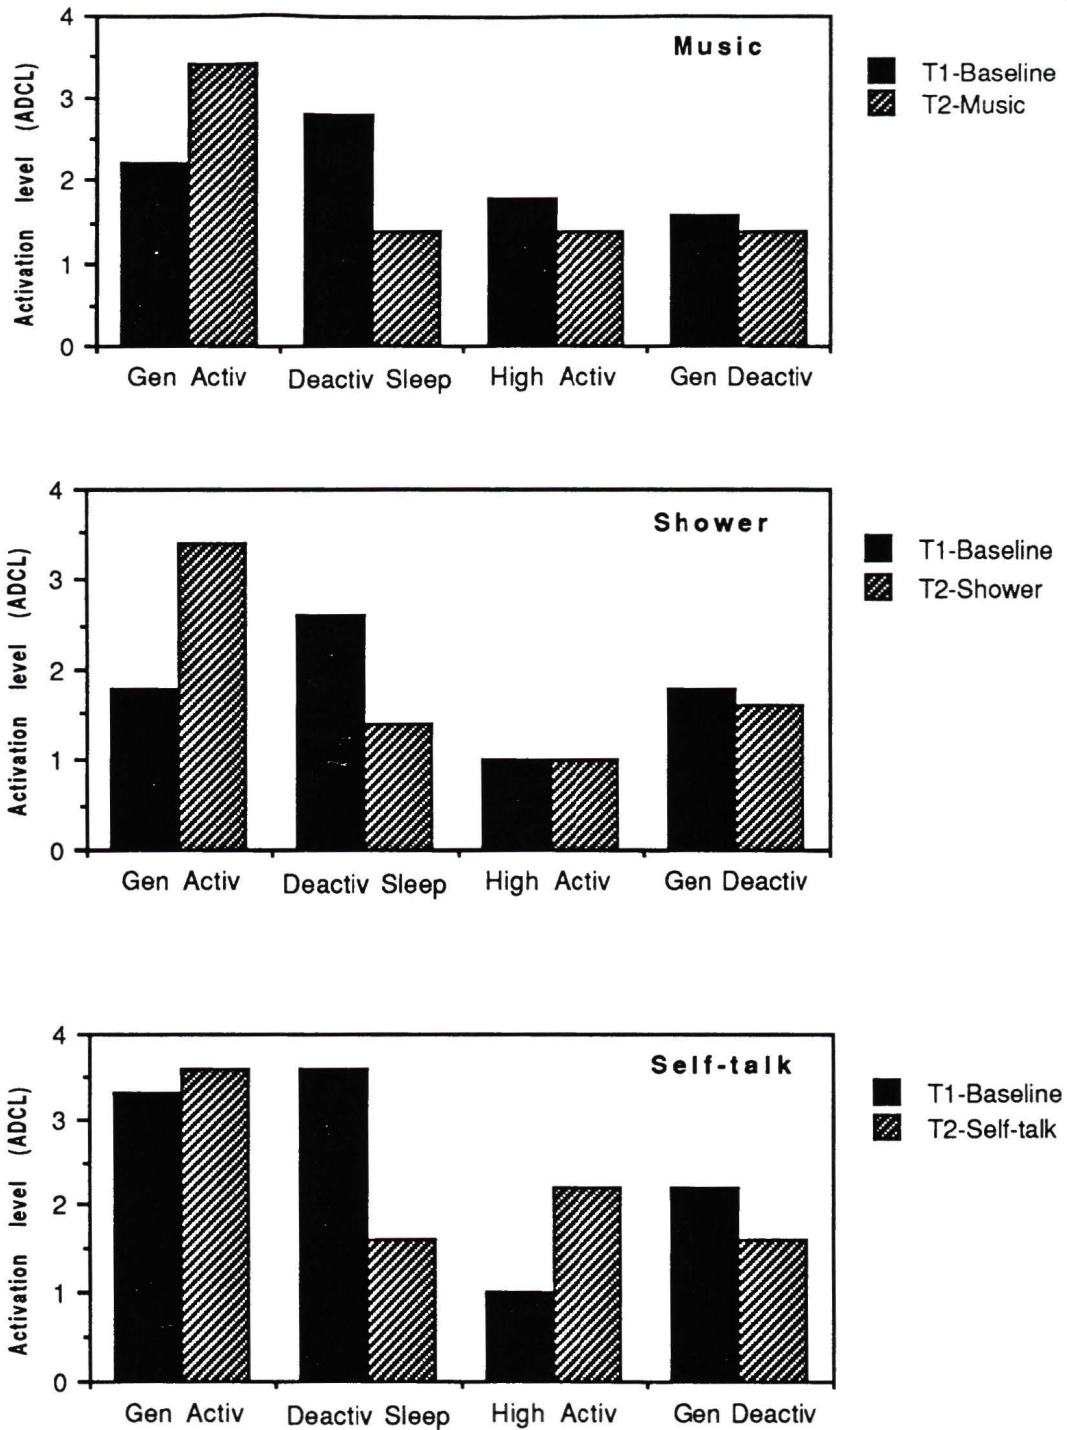 Music
T1-Baseline
T2-Music
Activation level (ADCL)
4
3
2
1
0
Gen Activ
Deactiv Sleep
High Activ
Gen Deactiv
Shower
T1-Baseline
T2-Shower
Activation level (ADCL)
4
3
2
1
0
Gen Activ
Deactiv Sleep
High Activ
Gen Deactiv
Self-talk
T1-Baseline
T2-Self-talk
Activation level (ADCL)
4
3
2
1
0
Gen Activ
Deactiv Sleep
High Activ
Gen Deactiv